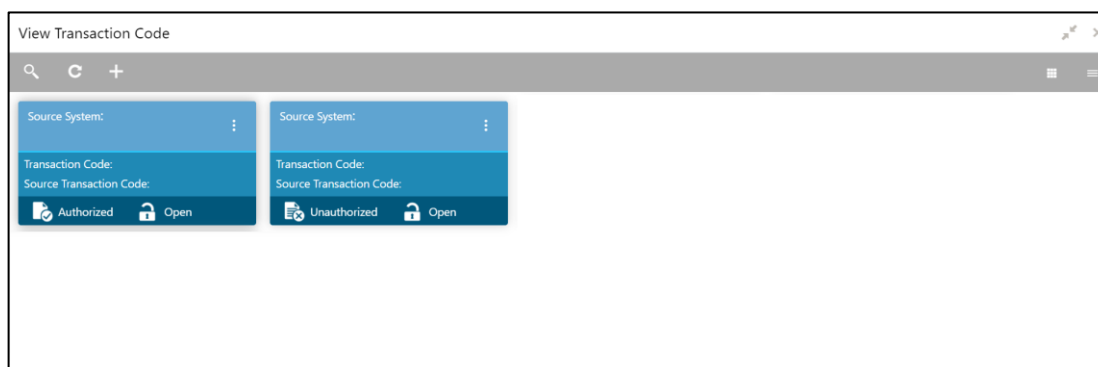 View Transaction Code
Source System:
Transaction Code:
Source Transaction Code:
Authorized Open
Source System:
Transaction Code:
Source Transaction Code:
Unauthorized Open